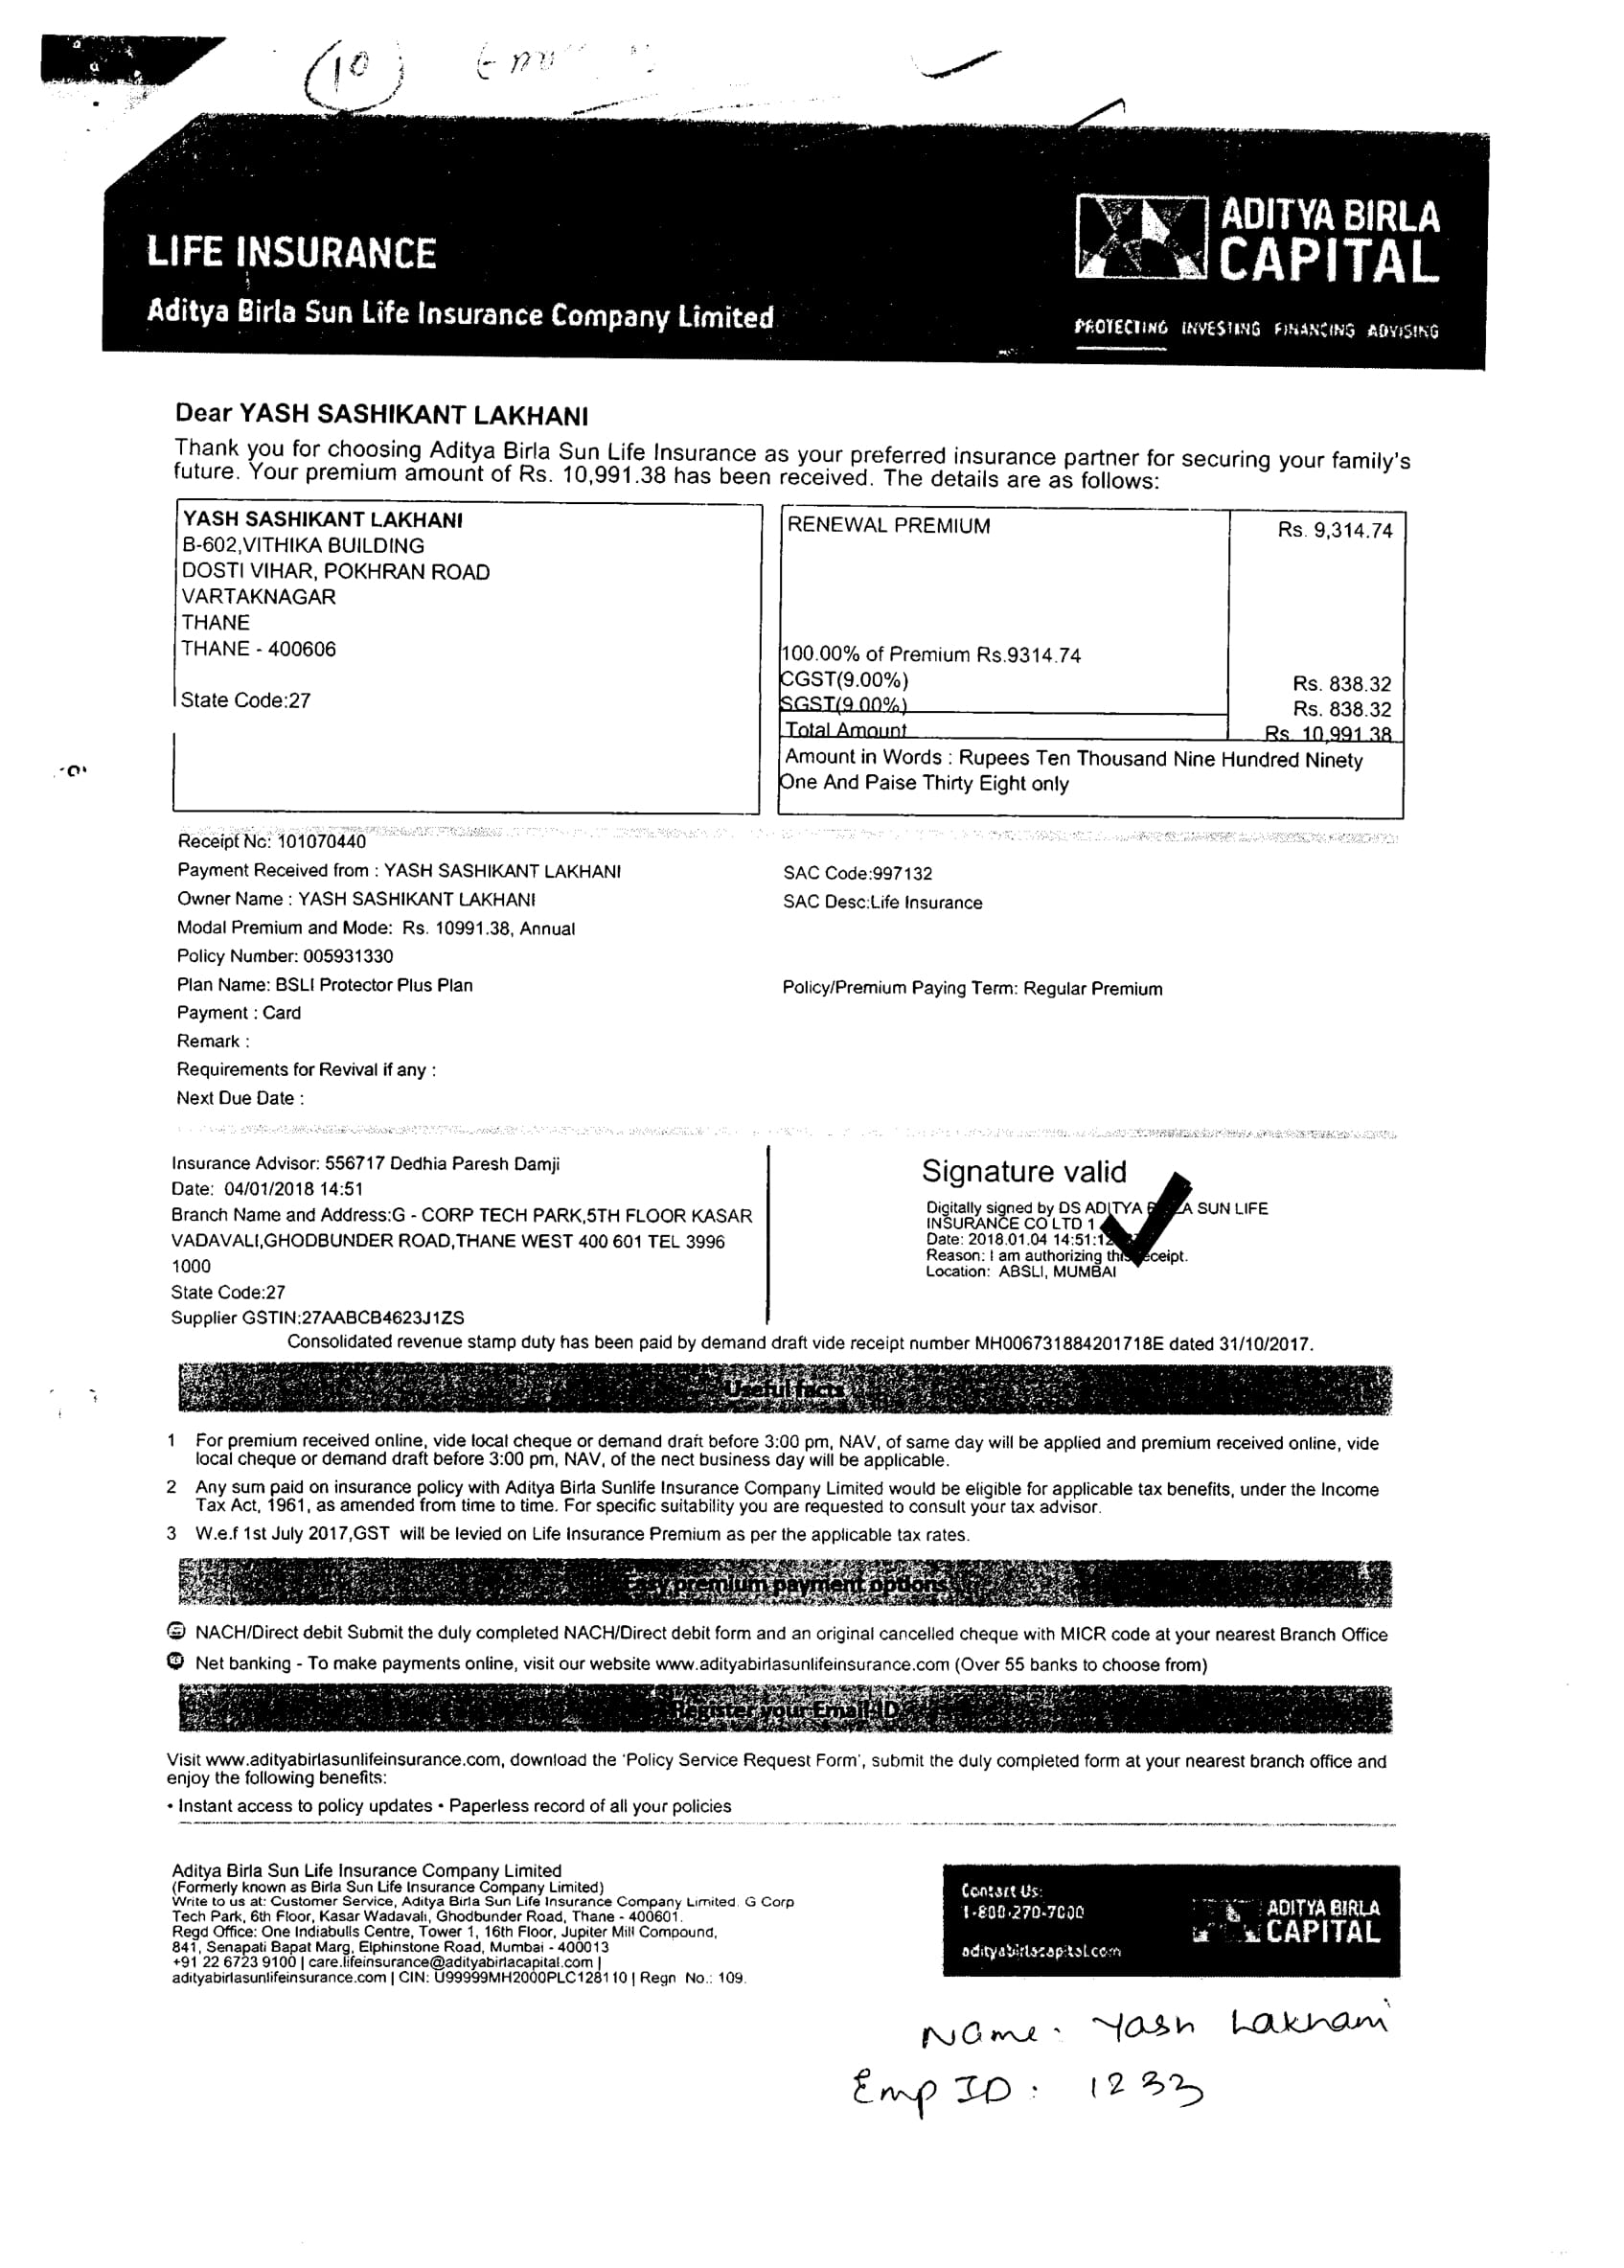 (10)
LIFE INSURANCE
Aditya Birla Sun Life Insurance Company Limited
ADITYA BIRLA
CAPITAL
PROTECTING INVESTING FINANCING ADVISING
Dear YASH SASHIKANT LAKHANI
Thank you for choosing Aditya Birla Sun Life Insurance as your preferred insurance partner for securing your family's
future. Your premium amount of Rs. 10,991.38 has been received. The details are as follows:
YASH SASHIKANT LAKHANI
B-602,VITHIKA BUILDING
DOSTI VIHAR, POKHRAN ROAD
VARTAKNAGAR
THANE
THANE - 400606
State Code:27
RENEWAL PREMIUM Rs. 9,314.74
100.00% of Premium Rs.9314.74
CGST(9.00%) Rs. 838.32
SGST(9.00%) Rs. 838.32
Total Amount Rs. 10,991.38
Amount in Words : Rupees Ten Thousand Nine Hundred Ninety
One And Paise Thirty Eight only
Receipt No: 101070440
Payment Received from : YASH SASHIKANT LAKHANI
SAC Code:997132
Owner Name : YASH SASHIKANT LAKHANI
SAC Desc:Life Insurance
Modal Premium and Mode: Rs. 10991.38, Annual
Policy Number: 005931330
Plan Name: BSLI Protector Plus Plan
Policy/Premium Paying Term: Regular Premium
Payment : Card
Remark :
Requirements for Revival if any :
Next Due Date :
Insurance Advisor: 556717 Dedhia Paresh Damji
Date: 04/01/2018 14:51
Branch Name and Address:G - CORP TECH PARK,5TH FLOOR KASAR
VADAVALI,GHODBUNDER ROAD,THANE WEST 400 601 TEL 3996
1000
State Code:27
Supplier GSTIN:27AABCB4623J1ZS
Signature valid
Digitally signed by DS ADITYA SUN LIFE
INSURANCE CO LTD 1
Date: 2018.01.04 14:51:12
Reason: I am authorizing this receipt.
Location: ABSLI, MUMBAI
Consolidated revenue stamp duty has been paid by demand draft vide receipt number MH006731884201718E dated 31/10/2017.
Useful facts
1 For premium received online, vide local cheque or demand draft before 3:00 pm, NAV, of same day will be applied and premium received online, vide
local cheque or demand draft before 3:00 pm, NAV, of the nect business day will be applicable.
2 Any sum paid on insurance policy with Aditya Birla Sunlife Insurance Company Limited would be eligible for applicable tax benefits, under the Income
Tax Act, 1961, as amended from time to time. For specific suitability you are requested to consult your tax advisor.
3 W.e.f 1st July 2017,GST will be levied on Life Insurance Premium as per the applicable tax rates.
Easy premium payment options
NACH/Direct debit Submit the duly completed NACH/Direct debit form and an original cancelled cheque with MICR code at your nearest Branch Office
Net banking - To make payments online, visit our website www.adityabirlasunlifeinsurance.com (Over 55 banks to choose from)
Register your Email-ID
Visit www.adityabirlasunlifeinsurance.com, download the 'Policy Service Request Form', submit the duly completed form at your nearest branch office and
enjoy the following benefits:
• Instant access to policy updates • Paperless record of all your policies
Aditya Birla Sun Life Insurance Company Limited
(Formerly known as Birla Sun Life Insurance Company Limited)
Write to us at: Customer Service, Aditya Birla Sun Life Insurance Company Limited. G Corp
Tech Park, 6th Floor, Kasar Wadavali, Ghodbunder Road, Thane - 400601.
Regd Office: One Indiabulls Centre, Tower 1, 16th Floor, Jupiter Mill Compound,
841, Senapati Bapat Marg, Elphinstone Road, Mumbai - 400013
+91 22 6723 9100 | care.lifeinsurance@adityabirlacapital.com |
adityabirlasunlifeinsurance.com | CIN: U99999MH2000PLC128110 | Regn No.: 109.
Contact Us:
1-800-270-7000
adityabirlacapital.com
ADITYA BIRLA
CAPITAL
Name: Yash Lakhani
Emp ID: 1233